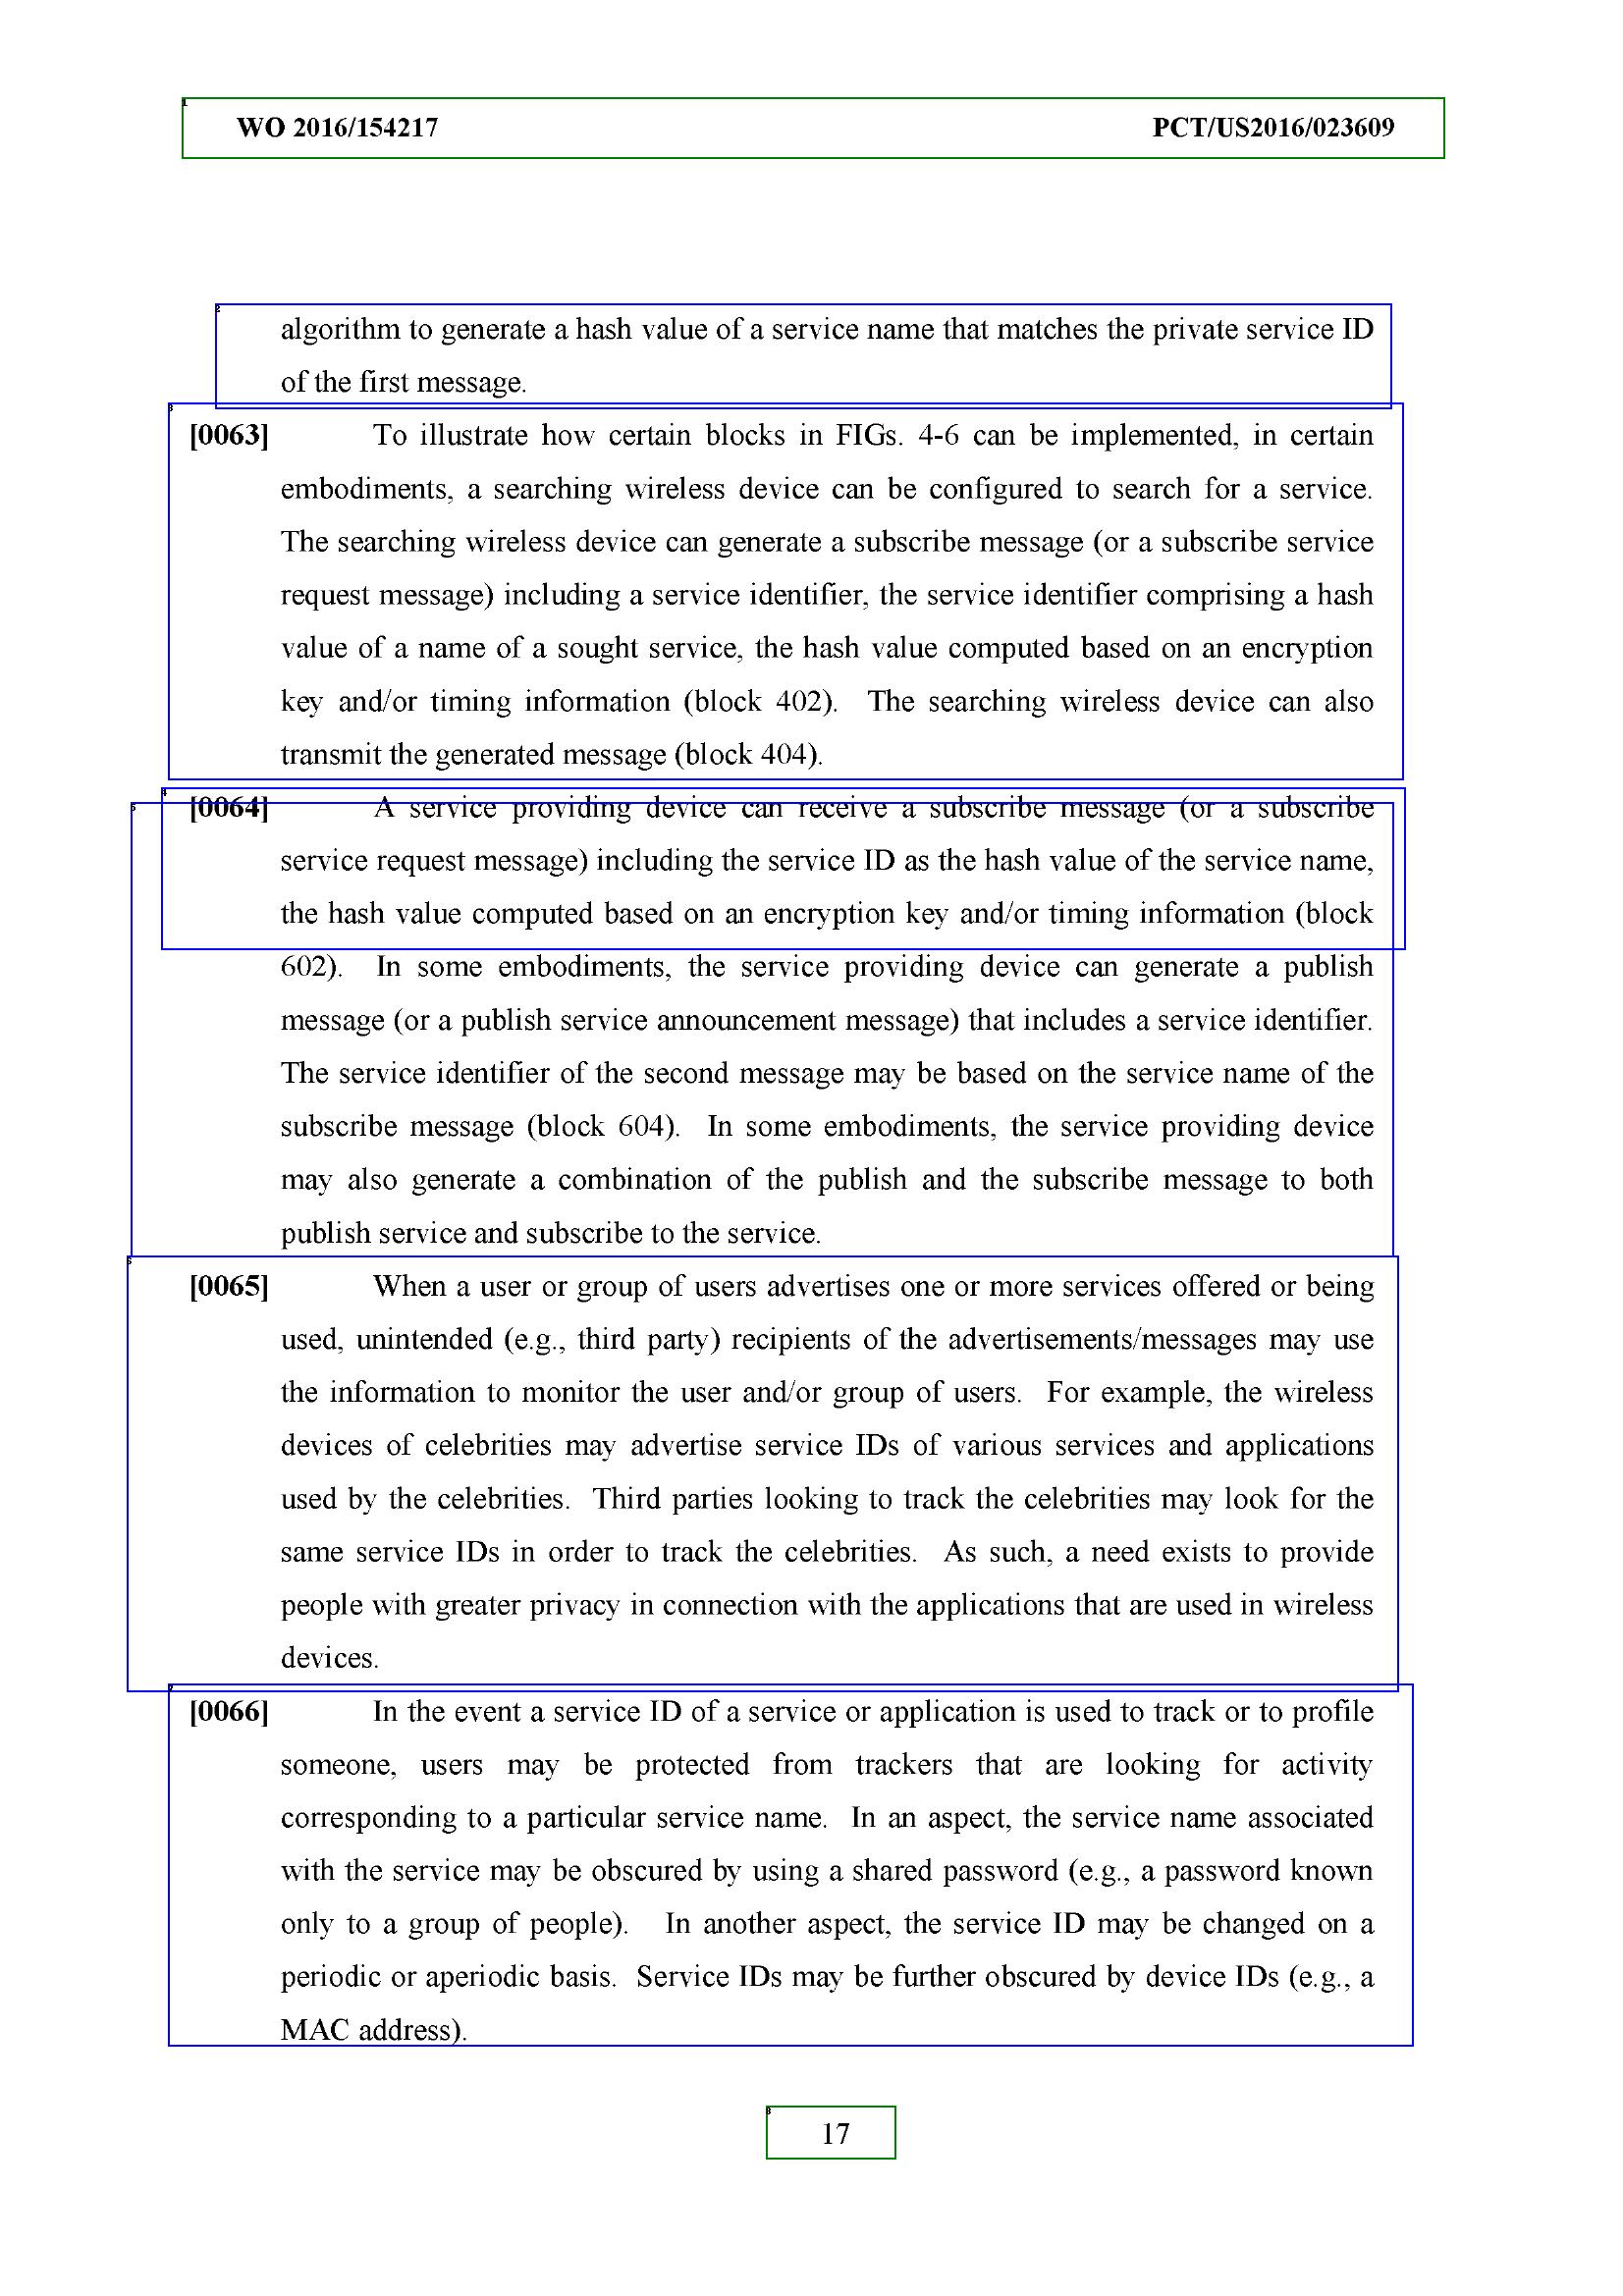 WO 2016/154217 PCT/US2016/023609
algorithm to generate a hash value of a service name that matches the private service ID
of the first message.
[0063] To illustrate how certain blocks in FIGs. 4-6 can be implemented, in certain
embodiments, a searching wireless device can be configured to search for a service.
The searching wireless device can generate a subscribe message (or a subscribe service
request message) including a service identifier, the service identifier comprising a hash
value of a name of a sought service, the hash value computed based on an encryption
key and/or timing information (block 402). The searching wireless device can also
transmit the generated message (block 404).
[0064] A service providing device can receive a subscribe message (or a subscribe
service request message) including the service ID as the hash value of the service name,
the hash value computed based on an encryption key and/or timing information (block
602). In some embodiments, the service providing device can generate a publish
message (or a publish service announcement message) that includes a service identifier.
The service identifier of the second message may be based on the service name of the
subscribe message (block 604). In some embodiments, the service providing device
may also generate a combination of the publish and the subscribe message to both
publish service and subscribe to the service.
[0065] When a user or group of users advertises one or more services offered or being
used, unintended (e.g., third party) recipients of the advertisements/messages may use
the information to monitor the user and/or group of users. For example, the wireless
devices of celebrities may advertise service IDs of various services and applications
used by the celebrities. Third parties looking to track the celebrities may look for the
same service IDs in order to track the celebrities. As such, a need exists to provide
people with greater privacy in connection with the applications that are used in wireless
devices.
[0066] In the event a service ID of a service or application is used to track or to profile
someone, users may be protected from trackers that are looking for activity
corresponding to a particular service name. In an aspect, the service name associated
with the service may be obscured by using a shared password (e.g., a password known
only to a group of people). In another aspect, the service ID may be changed on a
periodic or aperiodic basis. Service IDs may be further obscured by device IDs (e.g., a
MAC address).
17